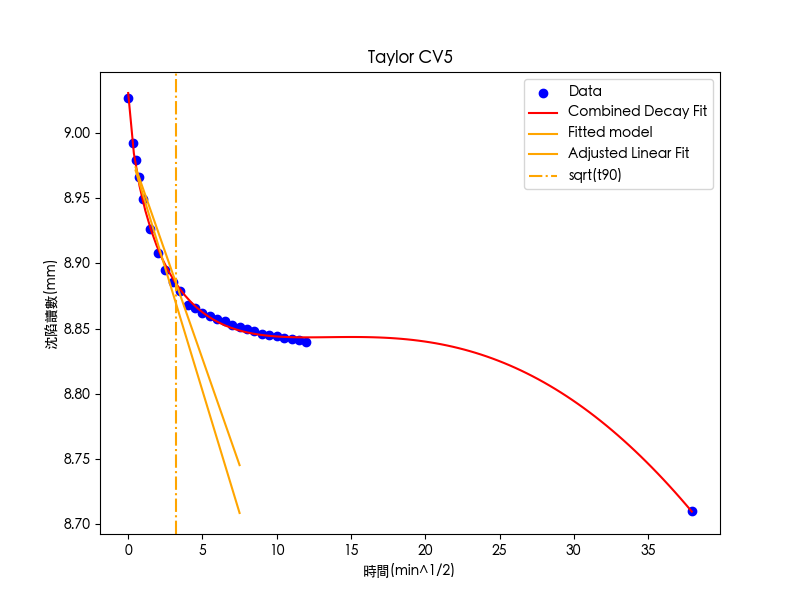 Taylor CV5
Data
Combined Decay Fit
Fitted model
Adjusted Linear Fit
sqrt(t90)
9.00
8.95
8.90
8.85
8.80
8.75
8.70
沈陷讀數(mm)
0 5 10 15 20 25 30 35
時間(min^1/2)